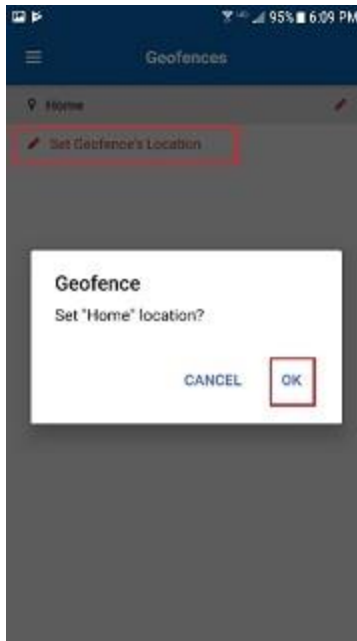 95% 6:09 PM
Geofences
Home
Set Geofence's Location
Geofence
Set "Home" location?
CANCEL OK